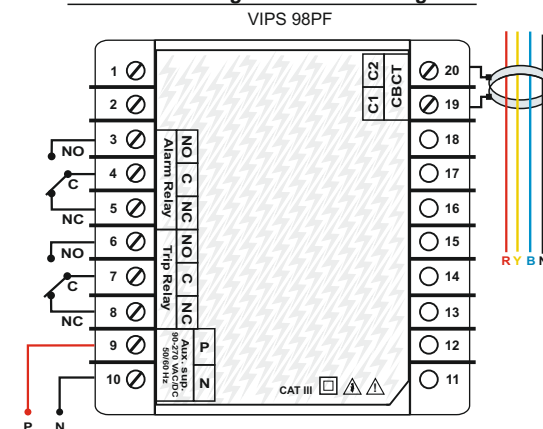 VIPS 98PF
1
2
3
4
5
6
7
8
9
10
NO
C
NC
NO
C
NC
P
N
Alarm Relay
NO
C
NC
Trip Relay
NO
C
NC
Aux. sup.
90-270 VAC/DC
50/60 Hz
P
N
C2
C1
CBCT
CAT III
20
19
18
17
16
15
14
13
12
11
R Y B N